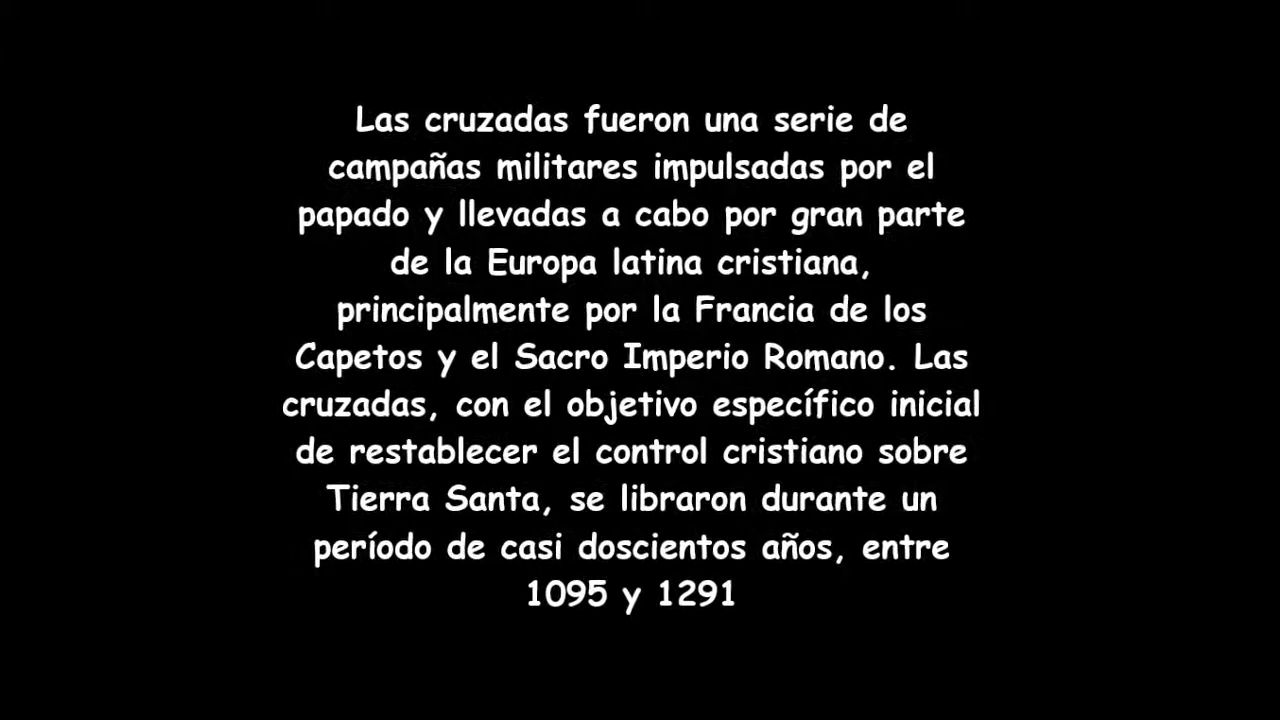 Las cruzadas fueron una serie de
campañas militares impulsadas por el
papado y llevadas a cabo por gran parte
de la Europa latina cristiana,
principalmente por la Francia de los
Capetos y el Sacro Imperio Romano. Las
cruzadas, con el objetivo específico inicial
de restablecer el control cristiano sobre
Tierra Santa, se libraron durante un
período de casi doscientos años, entre
1095 y 1291